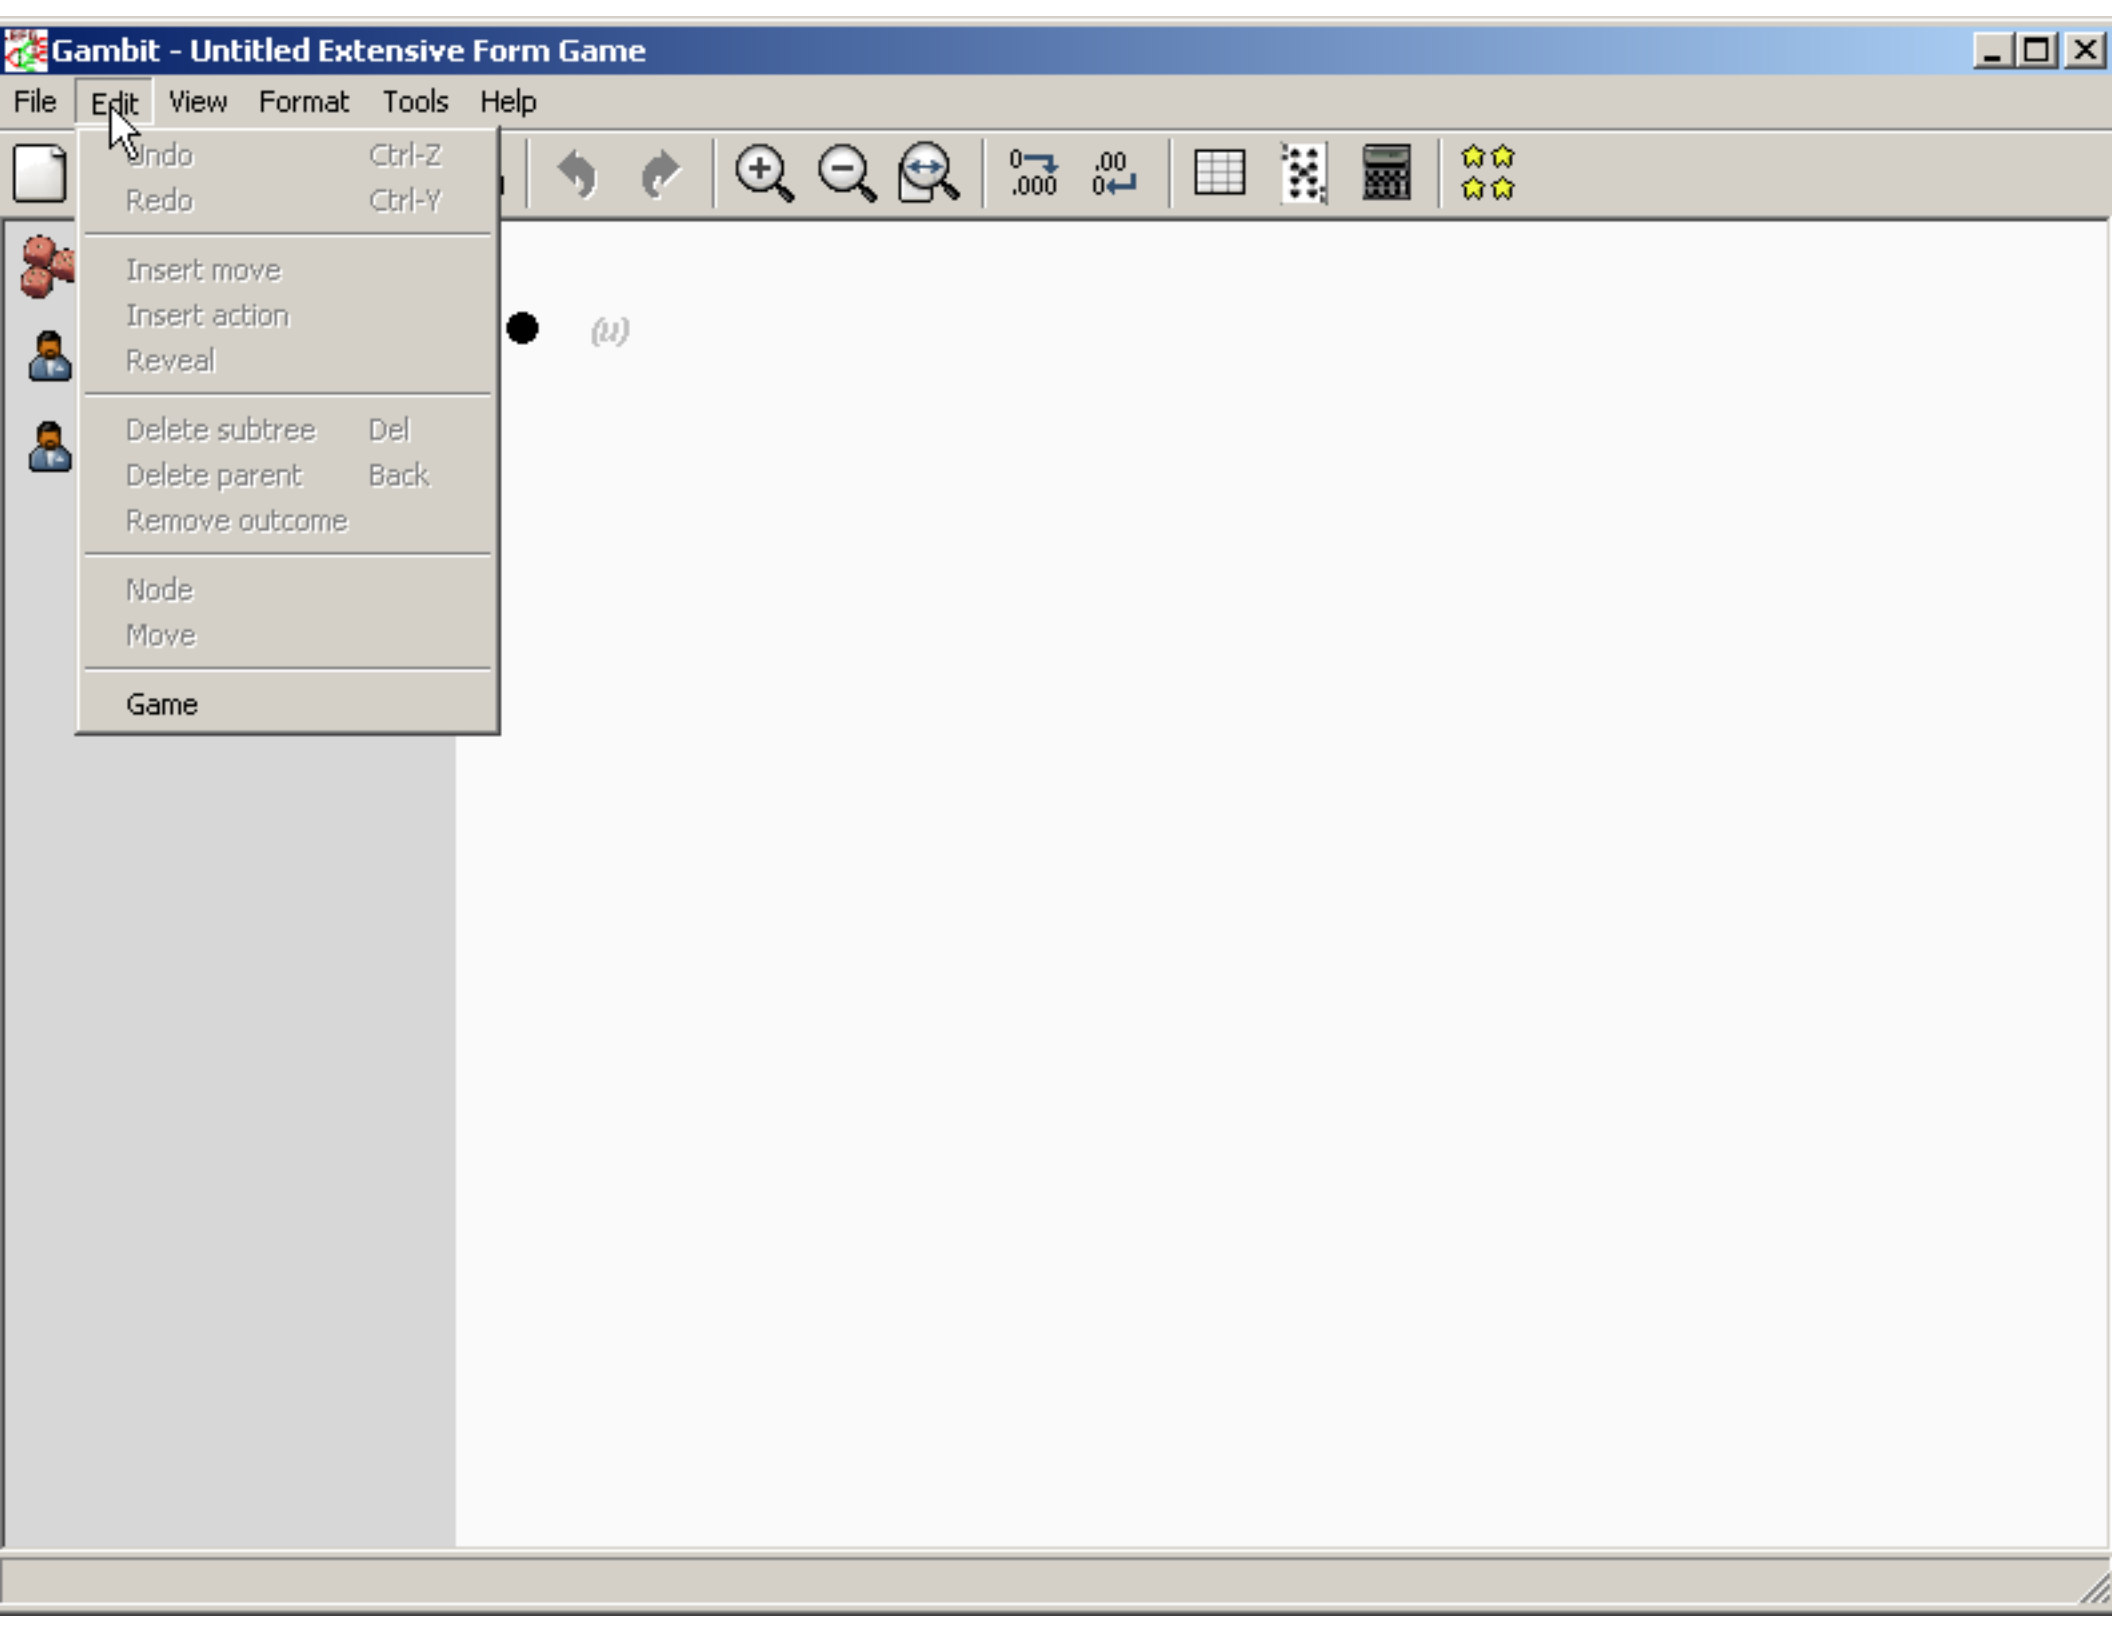 Gambit - Untitled Extensive Form Game
File Edit View Format Tools Help
Undo Ctrl-Z
Redo Ctrl-Y
Insert move
Insert action
Reveal
Delete subtree Del
Delete parent Back
Remove outcome
Node
Move
Game
0 .000
.00 0
(u)